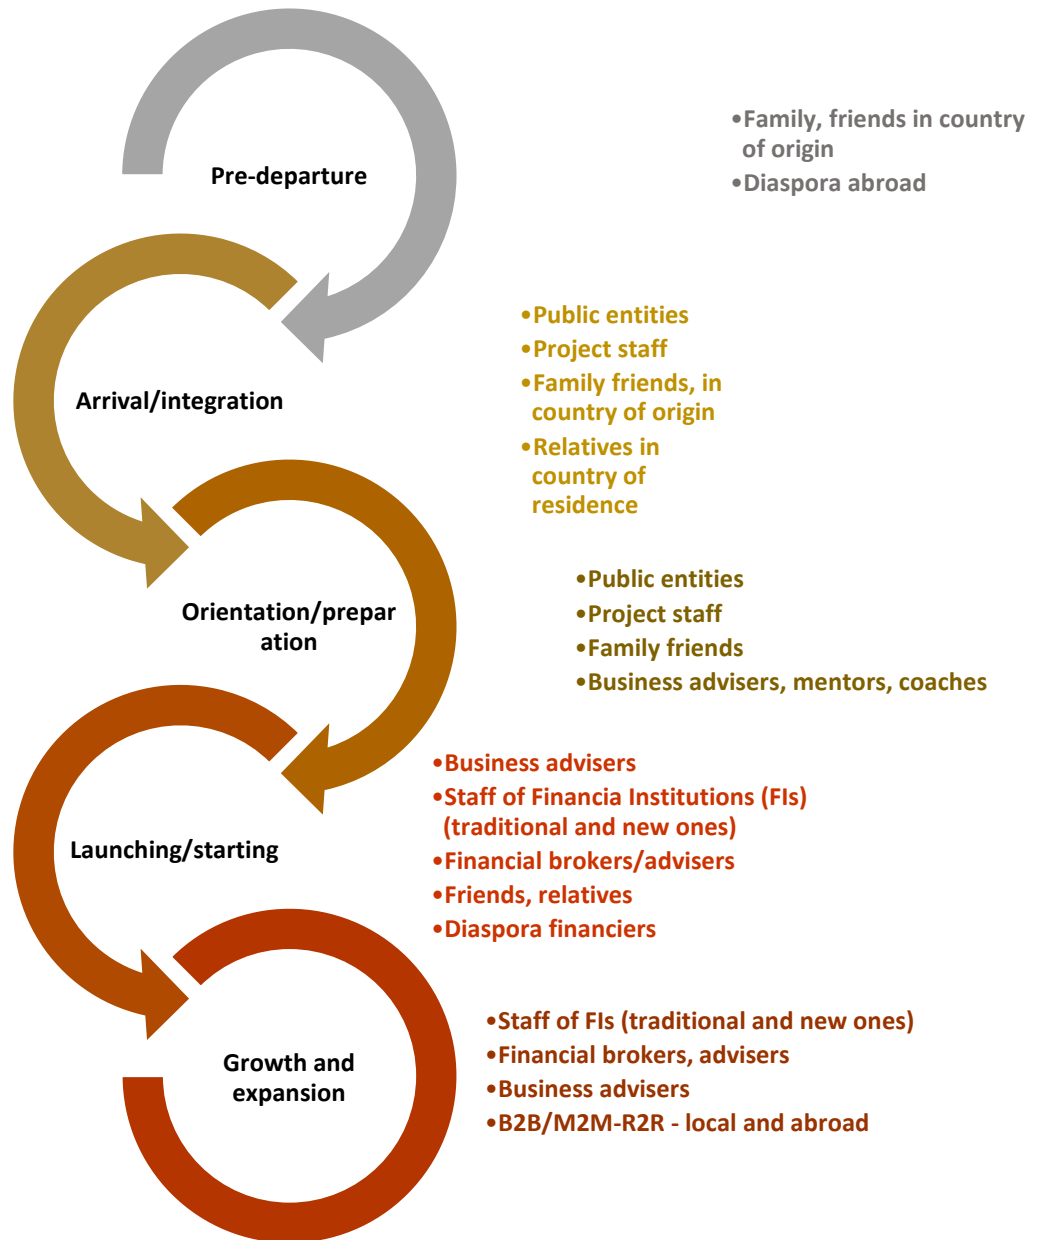 Pre-departure
•Family, friends in country
of origin
•Diaspora abroad
Arrival/integration
•Public entities
•Project staff
•Family friends, in
country of origin
•Relatives in
country of
residence
Orientation/prepar
ation
•Public entities
•Project staff
•Family friends
•Business advisers, mentors, coaches
Launching/starting
•Business advisers
•Staff of Financia Institutions (FIs)
(traditional and new ones)
•Financial brokers/advisers
•Friends, relatives
•Diaspora financiers
Growth and
expansion
•Staff of FIs (traditional and new ones)
•Financial brokers, advisers
•Business advisers
•B2B/M2M-R2R - local and abroad